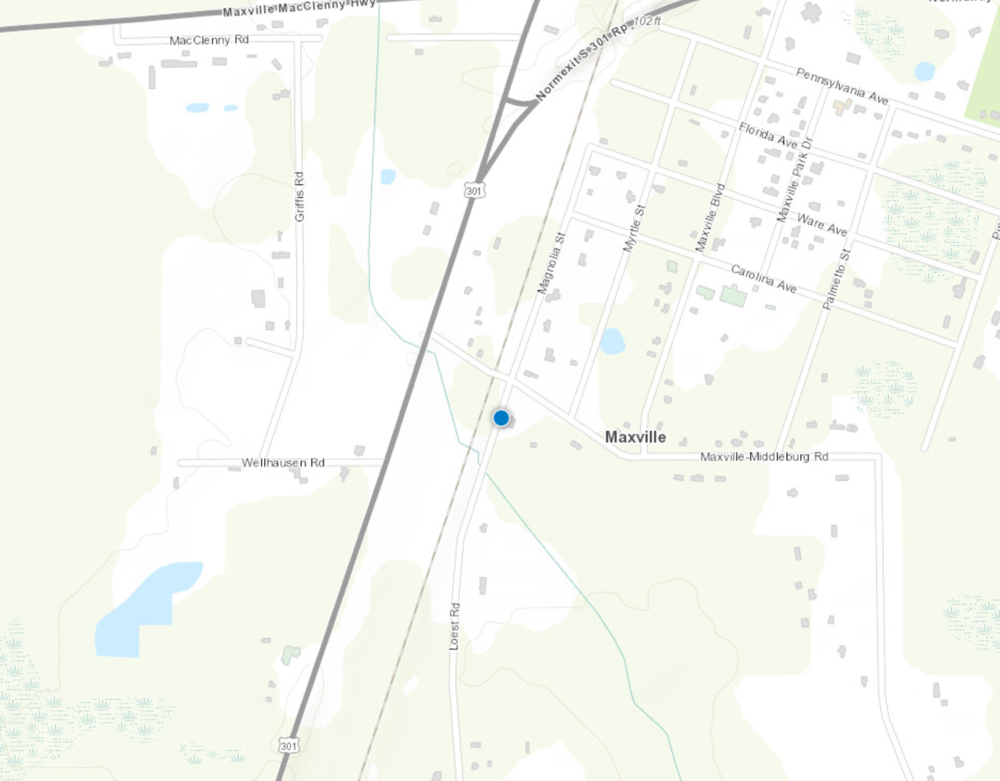 Maxville MacClenny Hwy
MacClenny Rd
Normexit S 301 Rp
102 ft
Pennsylvania Ave
Florida Ave
Maxville Park Dr
Griffis Rd
301
Maxville Blvd
Myrtle St
Ware Ave
Magnolia St
Palmetto St
Carolina Ave
Maxville
Maxville-Middleburg Rd
Wellhausen Rd
Loest Rd
301